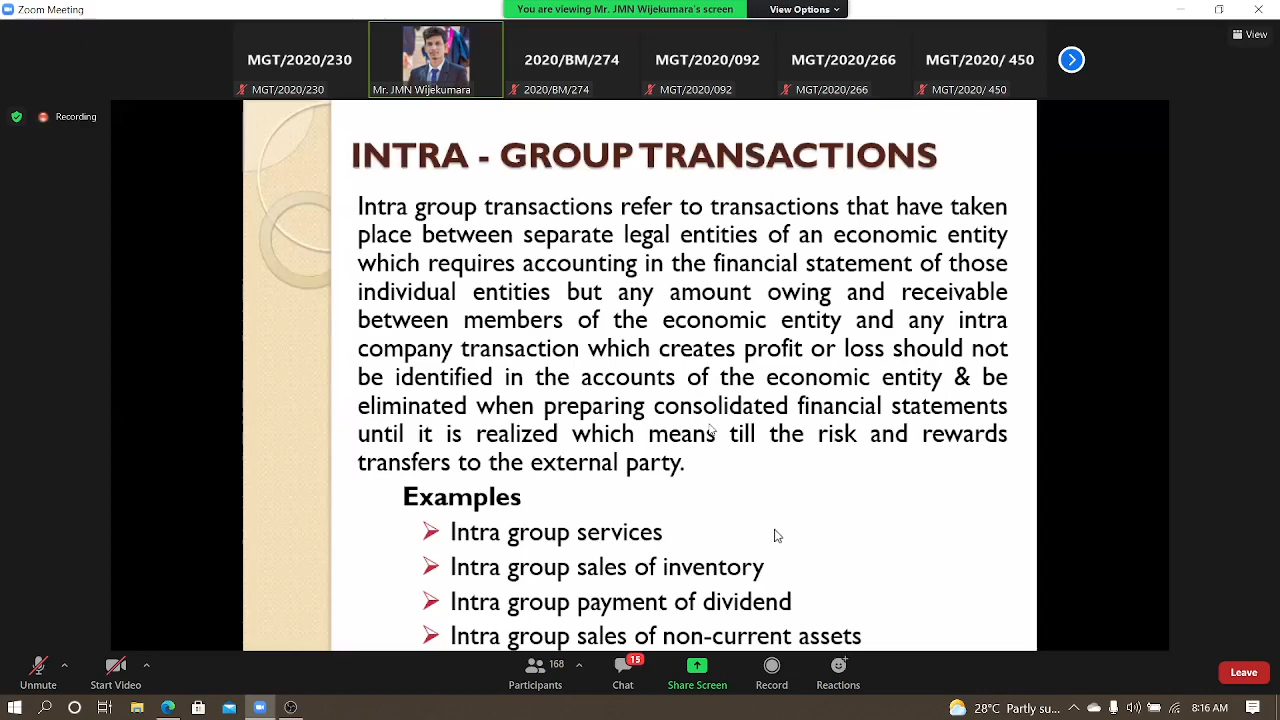 Zoom Meeting
You are viewing Mr. JMN Wijekumara's screen
View Options
View
MGT/2020/230
2020/BM/274
MGT/2020/092
MGT/2020/266
MGT/2020/ 450
MGT/2020/230
Mr. JMN Wijekumara
2020/BM/274
MGT/2020/092
MGT/2020/266
MGT/2020/ 450
Recording
INTRA - GROUP TRANSACTIONS
Intra group transactions refer to transactions that have taken
place between separate legal entities of an economic entity
which requires accounting in the financial statement of those
individual entities but any amount owing and receivable
between members of the economic entity and any intra
company transaction which creates profit or loss should not
be identified in the accounts of the economic entity & be
eliminated when preparing consolidated financial statements
until it is realized which means till the risk and rewards
transfers to the external party.
Examples
Intra group services
Intra group sales of inventory
Intra group payment of dividend
Intra group sales of non-current assets
Unmute
Start Video
168
Participants
15
Chat
Share Screen
Record
Reactions
Leave
28°C Partly su...
8:16 AM